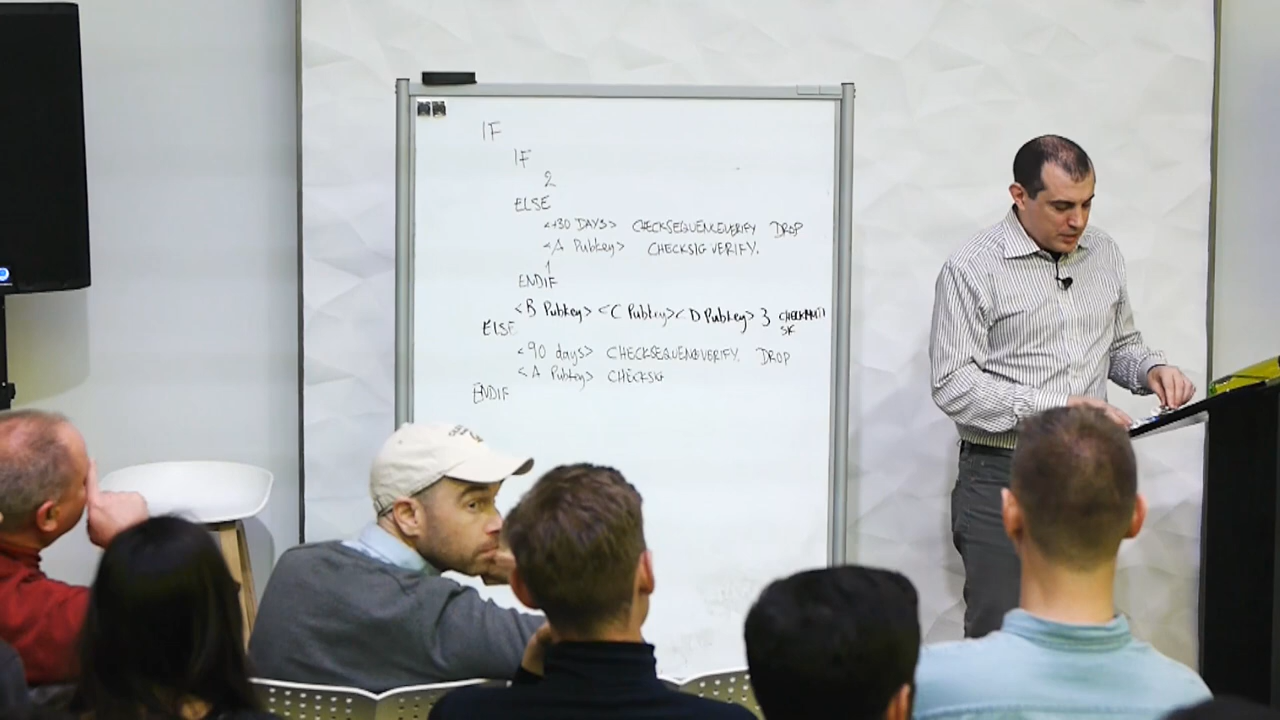 IF
IF
2
ELSE
<+30 DAYS> CHECKSEQUENCEVERIFY DROP
<A Pubkey> CHECKSIG VERIFY.
1
ENDIF
<B Pubkey> <C Pubkey> <D Pubkey> 3
ELSE
<90 days> CHECKSEQUENCEVERIFY. DROP
<A Pubkey> CHECKSIG
ENDIF